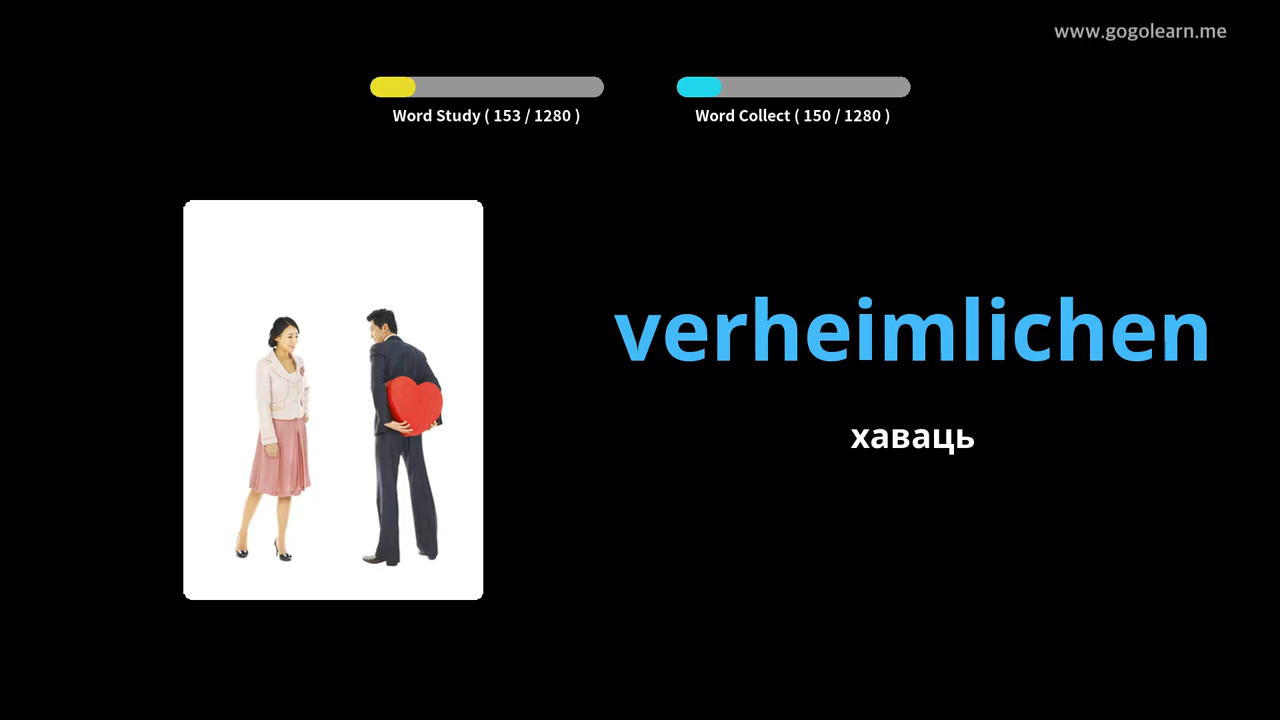 www.gogolearn.me
Word Study ( 153 / 1280 )
Word Collect ( 150 / 1280 )
verheimlichen
хаваць